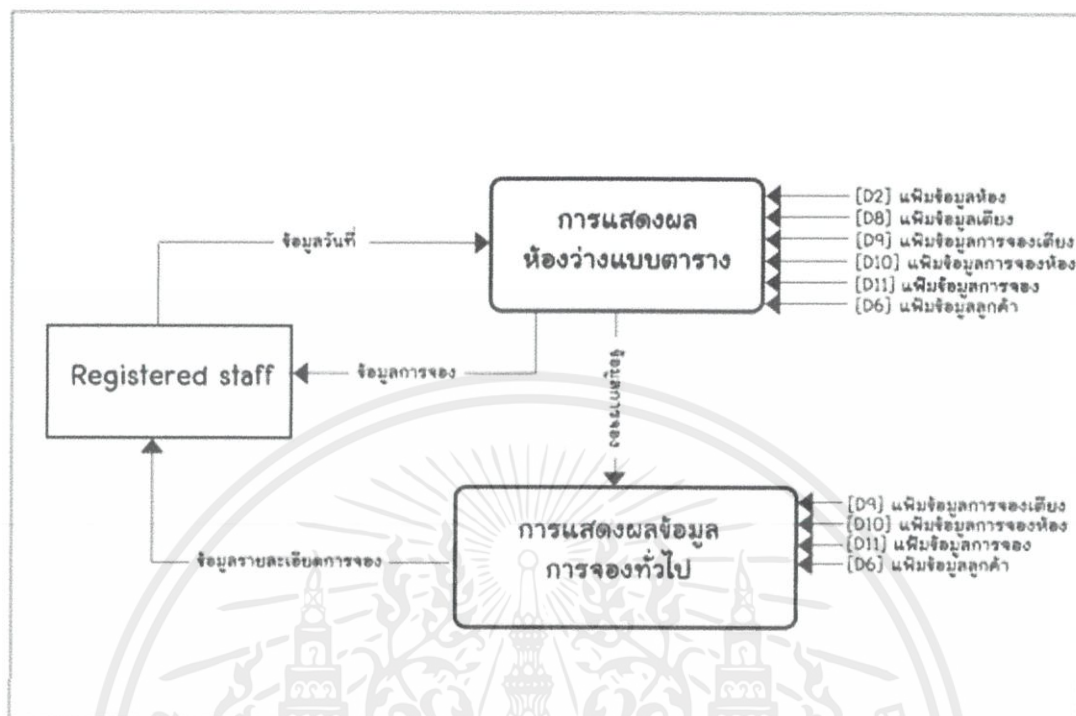 การแสดงผล
ห้องว่างแบบตาราง
[D2] แฟ้มข้อมูลห้อง
[D8] แฟ้มข้อมูลเตียง
[D9] แฟ้มข้อมูลการจองเตียง
[D10] แฟ้มข้อมูลการจองห้อง
[D11] แฟ้มข้อมูลการจอง
[D6] แฟ้มข้อมูลลูกค้า
ข้อมูลวันที่
Registered staff
ข้อมูลการจอง
ข้อมูลการจอง
การแสดงผลข้อมูล
การจองทั่วไป
[D9] แฟ้มข้อมูลการจองเตียง
[D10] แฟ้มข้อมูลการจองห้อง
[D11] แฟ้มข้อมูลการจอง
[D6] แฟ้มข้อมูลลูกค้า
ข้อมูลรายละเอียดการจอง